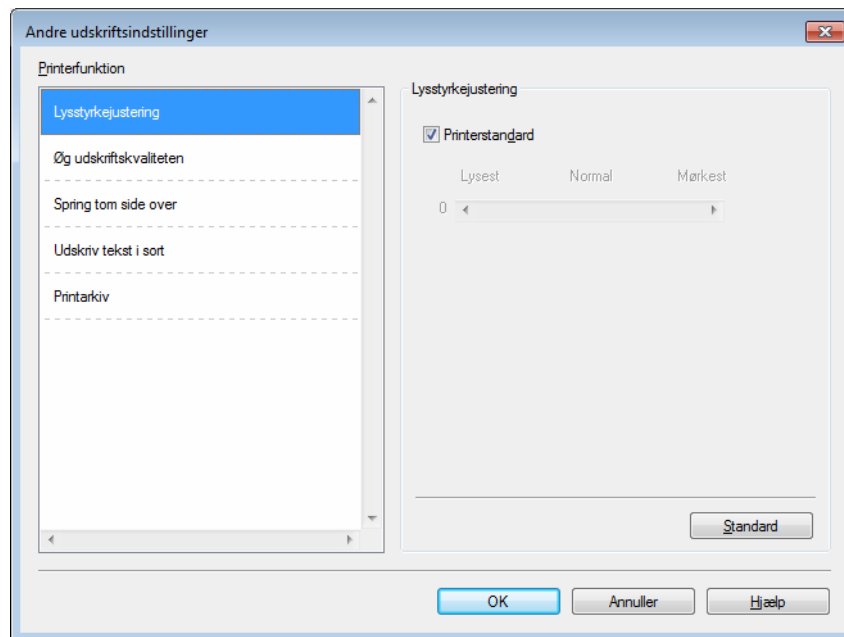 Andre udskriftsindstillinger
Printerfunktion
Lysstyrkejustering
Øg udskriftskvaliteten
Spring tom side over
Udskriv tekst i sort
Printarkiv
Lysstyrkejustering
Printerstandard
Lysest Normal Mørkest
0
Standard
OK Annuller Hjælp